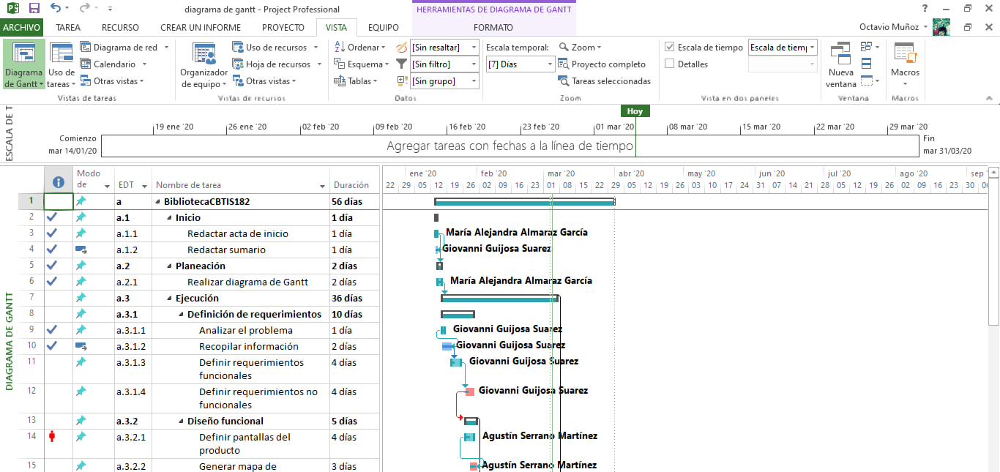 diagrama de gantt - Project Professional
HERRAMIENTAS DE DIAGRAMA DE GANTT
ARCHIVO TAREA RECURSO CREAR UN INFORME PROYECTO VISTA EQUIPO FORMATO
Octavio Muñoz
Diagrama de Gantt
Uso de tareas
Diagrama de red
Calendario
Otras vistas
Vistas de tareas
Organizador de equipo
Uso de recursos
Hoja de recursos
Otras vistas
Vistas de recursos
Ordenar
Esquema
Tablas
[Sin resaltar]
[Sin filtro]
[Sin grupo]
Datos
Escala temporal:
[7] Días
Zoom
Proyecto completo
Tareas seleccionadas
Zoom
Escala de tiempo
Escala de tiemp
Detalles
Vista en dos paneles
Nueva ventana
Ventana
Macros
Macros
ESCALA DE T
Hoy
19 ene '20 26 ene '20 02 feb '20 09 feb '20 16 feb '20 23 feb '20 01 mar '20 08 mar '20 15 mar '20 22 mar '20 29 mar '20
Comienzo
mar 14/01/20
Agregar tareas con fechas a la línea de tiempo
Fin
mar 31/03/20
DIAGRAMA DE GANTT
Modo de
EDT
Nombre de tarea
Duración
ene '20 feb '20 mar '20 abr '20 may '20 jun '20 jul '20 ago '20 sep '
22 29 05 12 19 26 02 09 16 23 01 08 15 22 29 05 12 19 26 03 10 17 24 31 07 14 21 28 05 12 19 26 02 09 16 23 30 06
1 a BibliotecaCBTIS182 56 días
2 a.1 Inicio 1 día
3 a.1.1 Redactar acta de inicio 1 día María Alejandra Almaraz García
4 a.1.2 Redactar sumario 1 día Giovanni Guijosa Suarez
5 a.2 Planeación 2 días
6 a.2.1 Realizar diagrama de Gantt 2 días María Alejandra Almaraz García
7 a.3 Ejecución 36 días
8 a.3.1 Definición de requerimientos 10 días
9 a.3.1.1 Analizar el problema 1 día Giovanni Guijosa Suarez
10 a.3.1.2 Recopilar información 2 días Giovanni Guijosa Suarez
11 a.3.1.3 Definir requerimientos 4 días Giovanni Guijosa Suarez
funcionales
12 a.3.1.4 Definir requerimientos no 4 días Giovanni Guijosa Suarez
funcionales
13 a.3.2 Diseño funcional 5 días
14 a.3.2.1 Definir pantallas del 4 días Agustín Serrano Martínez
producto
15 a.3.2.2 Generar mapa de 3 días Agustín Serrano Martínez